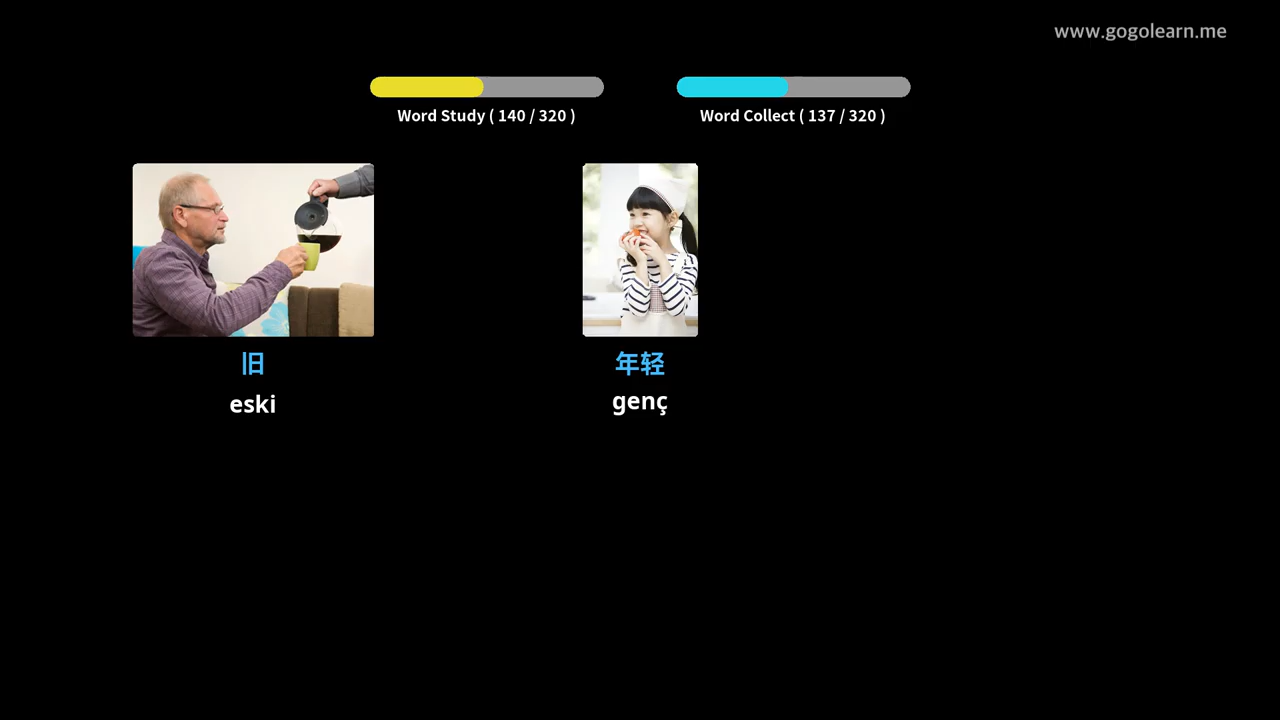 www.gogolearn.me
Word Study ( 140 / 320 )
Word Collect ( 137 / 320 )
旧
年轻
eski
genç